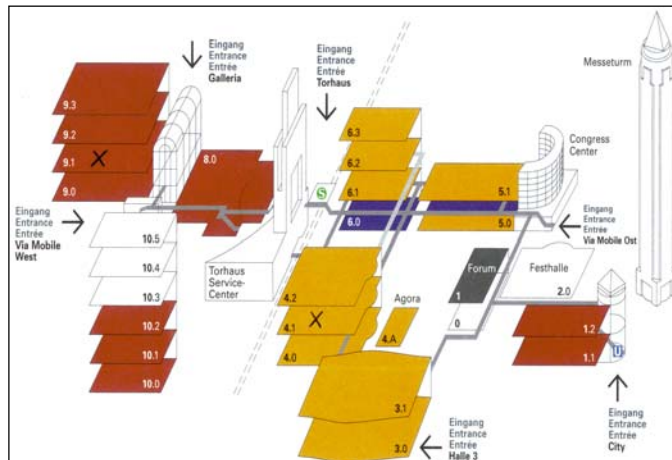 Eingang
Entrance
Entrée
Galleria
Eingang
Entrance
Entrée
Torhaus
Messeturm
9.3
9.2
9.1
X
9.0
8.0
6.3
6.2
6.1
6.0
S
5.1
5.0
Congress
Center
Eingang
Entrance
Entrée
Via Mobile
West
Eingang
Entrance
Entrée
Via Mobile Ost
10.5
10.4
10.3
10.2
10.1
10.0
Torhaus
Service-
Center
4.2
4.1
X
4.0
Agora
4.A
Forum
1
0
Festhalle
2.0
1.2
1.1
U
3.1
3.0
Eingang
Entrance
Entrée
Halle 3
Eingang
Entrance
Entrée
City